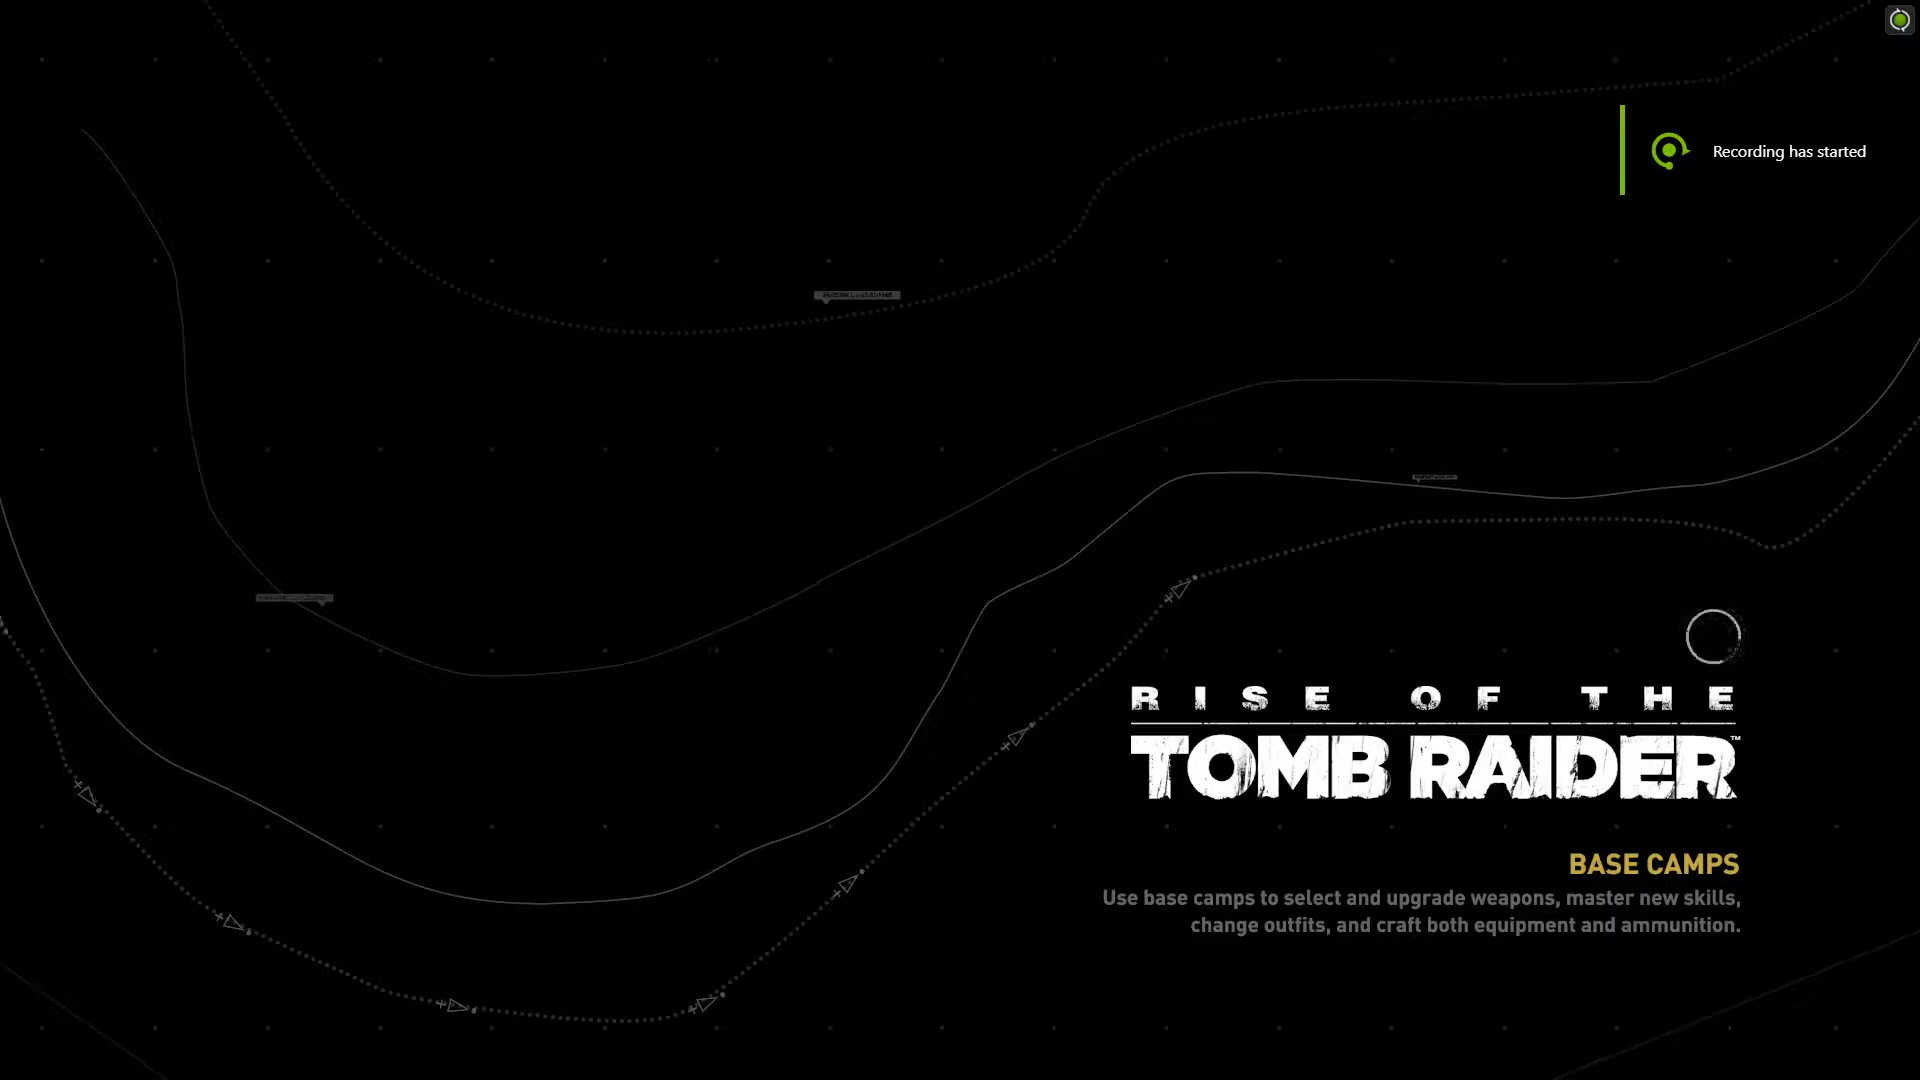 Recording has started
RISE OF THE
TOMB RAIDER™
BASE CAMPS
Use base camps to select and upgrade weapons, master new skills,
change outfits, and craft both equipment and ammunition.